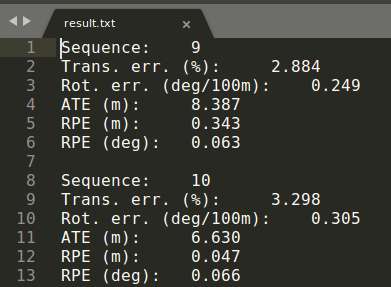 result.txt ×
1 Sequence: 9
2 Trans. err. (%): 2.884
3 Rot. err. (deg/100m): 0.249
4 ATE (m): 8.387
5 RPE (m): 0.343
6 RPE (deg): 0.063
7
8 Sequence: 10
9 Trans. err. (%): 3.298
10 Rot. err. (deg/100m): 0.305
11 ATE (m): 6.630
12 RPE (m): 0.047
13 RPE (deg): 0.066